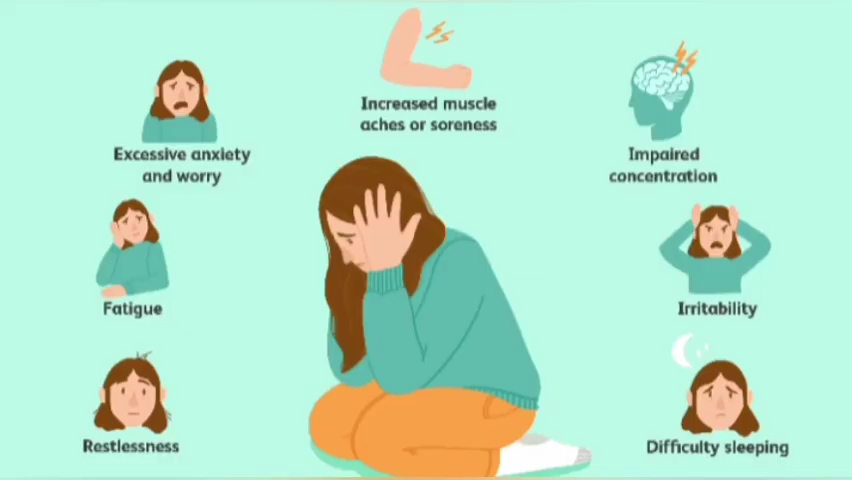 Increased muscle
aches or soreness
Excessive anxiety
and worry
Impaired
concentration
Fatigue
Irritability
Restlessness
Difficulty sleeping